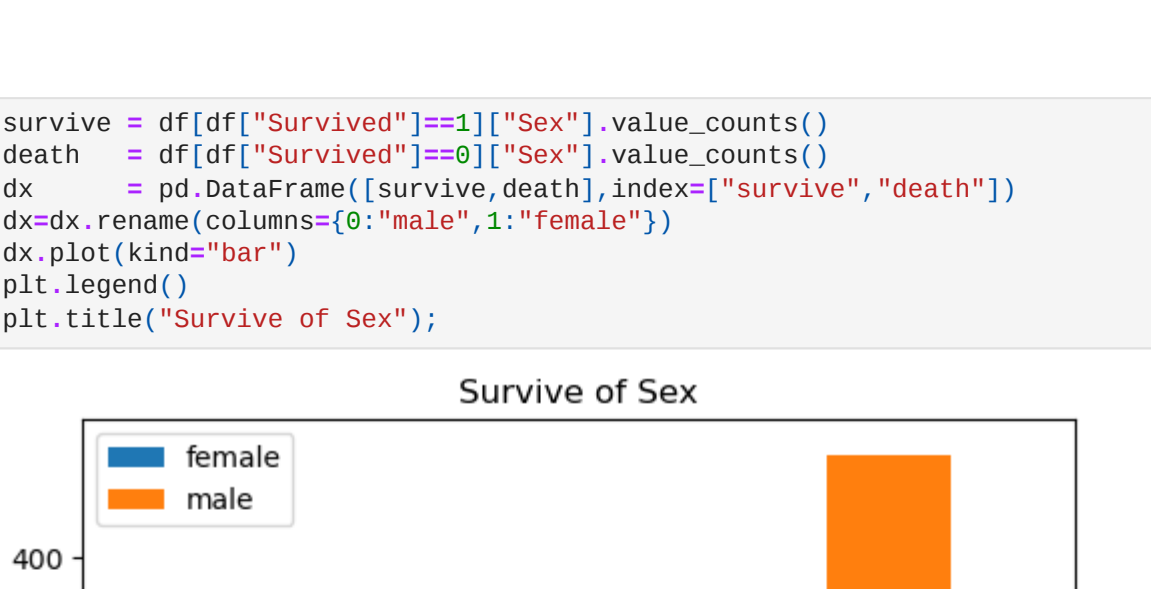 survive = df[df["Survived"]==1]["Sex"].value_counts()
death   = df[df["Survived"]==0]["Sex"].value_counts()
dx      = pd.DataFrame([survive,death],index=["survive","death"])
dx=dx.rename(columns={0:"male",1:"female"})
dx.plot(kind="bar")
plt.legend()
plt.title("Survive of Sex");
Survive of Sex
female
male
400